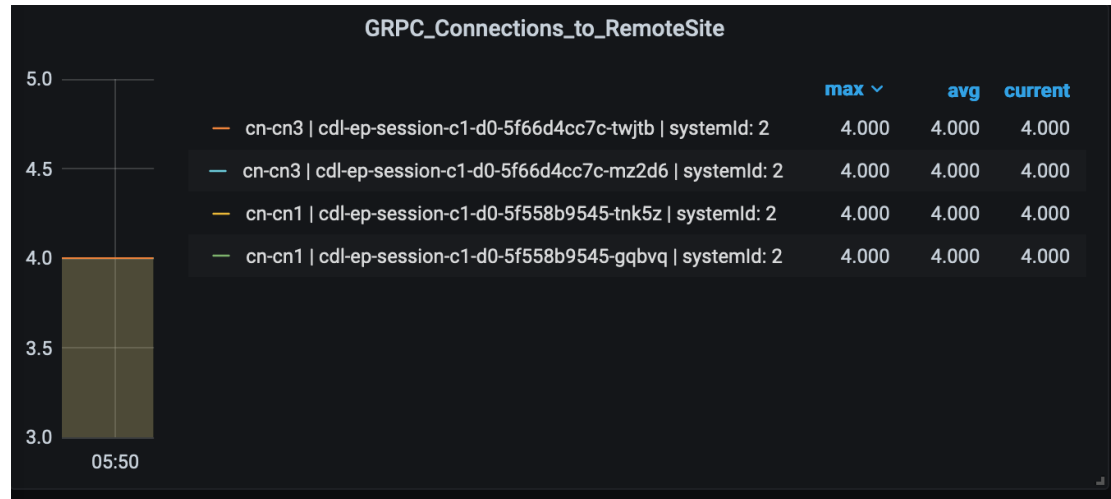 GRPC_Connections_to_RemoteSite
5.0
4.5
4.0
3.5
3.0
05:50
max avg current
cn-cn3 | cdl-ep-session-c1-d0-5f66d4cc7c-twjtb | systemId: 2 4.000 4.000 4.000
cn-cn3 | cdl-ep-session-c1-d0-5f66d4cc7c-mz2d6 | systemId: 2 4.000 4.000 4.000
cn-cn1 | cdl-ep-session-c1-d0-5f558b9545-tnk5z | systemId: 2 4.000 4.000 4.000
cn-cn1 | cdl-ep-session-c1-d0-5f558b9545-gqbvq | systemId: 2 4.000 4.000 4.000